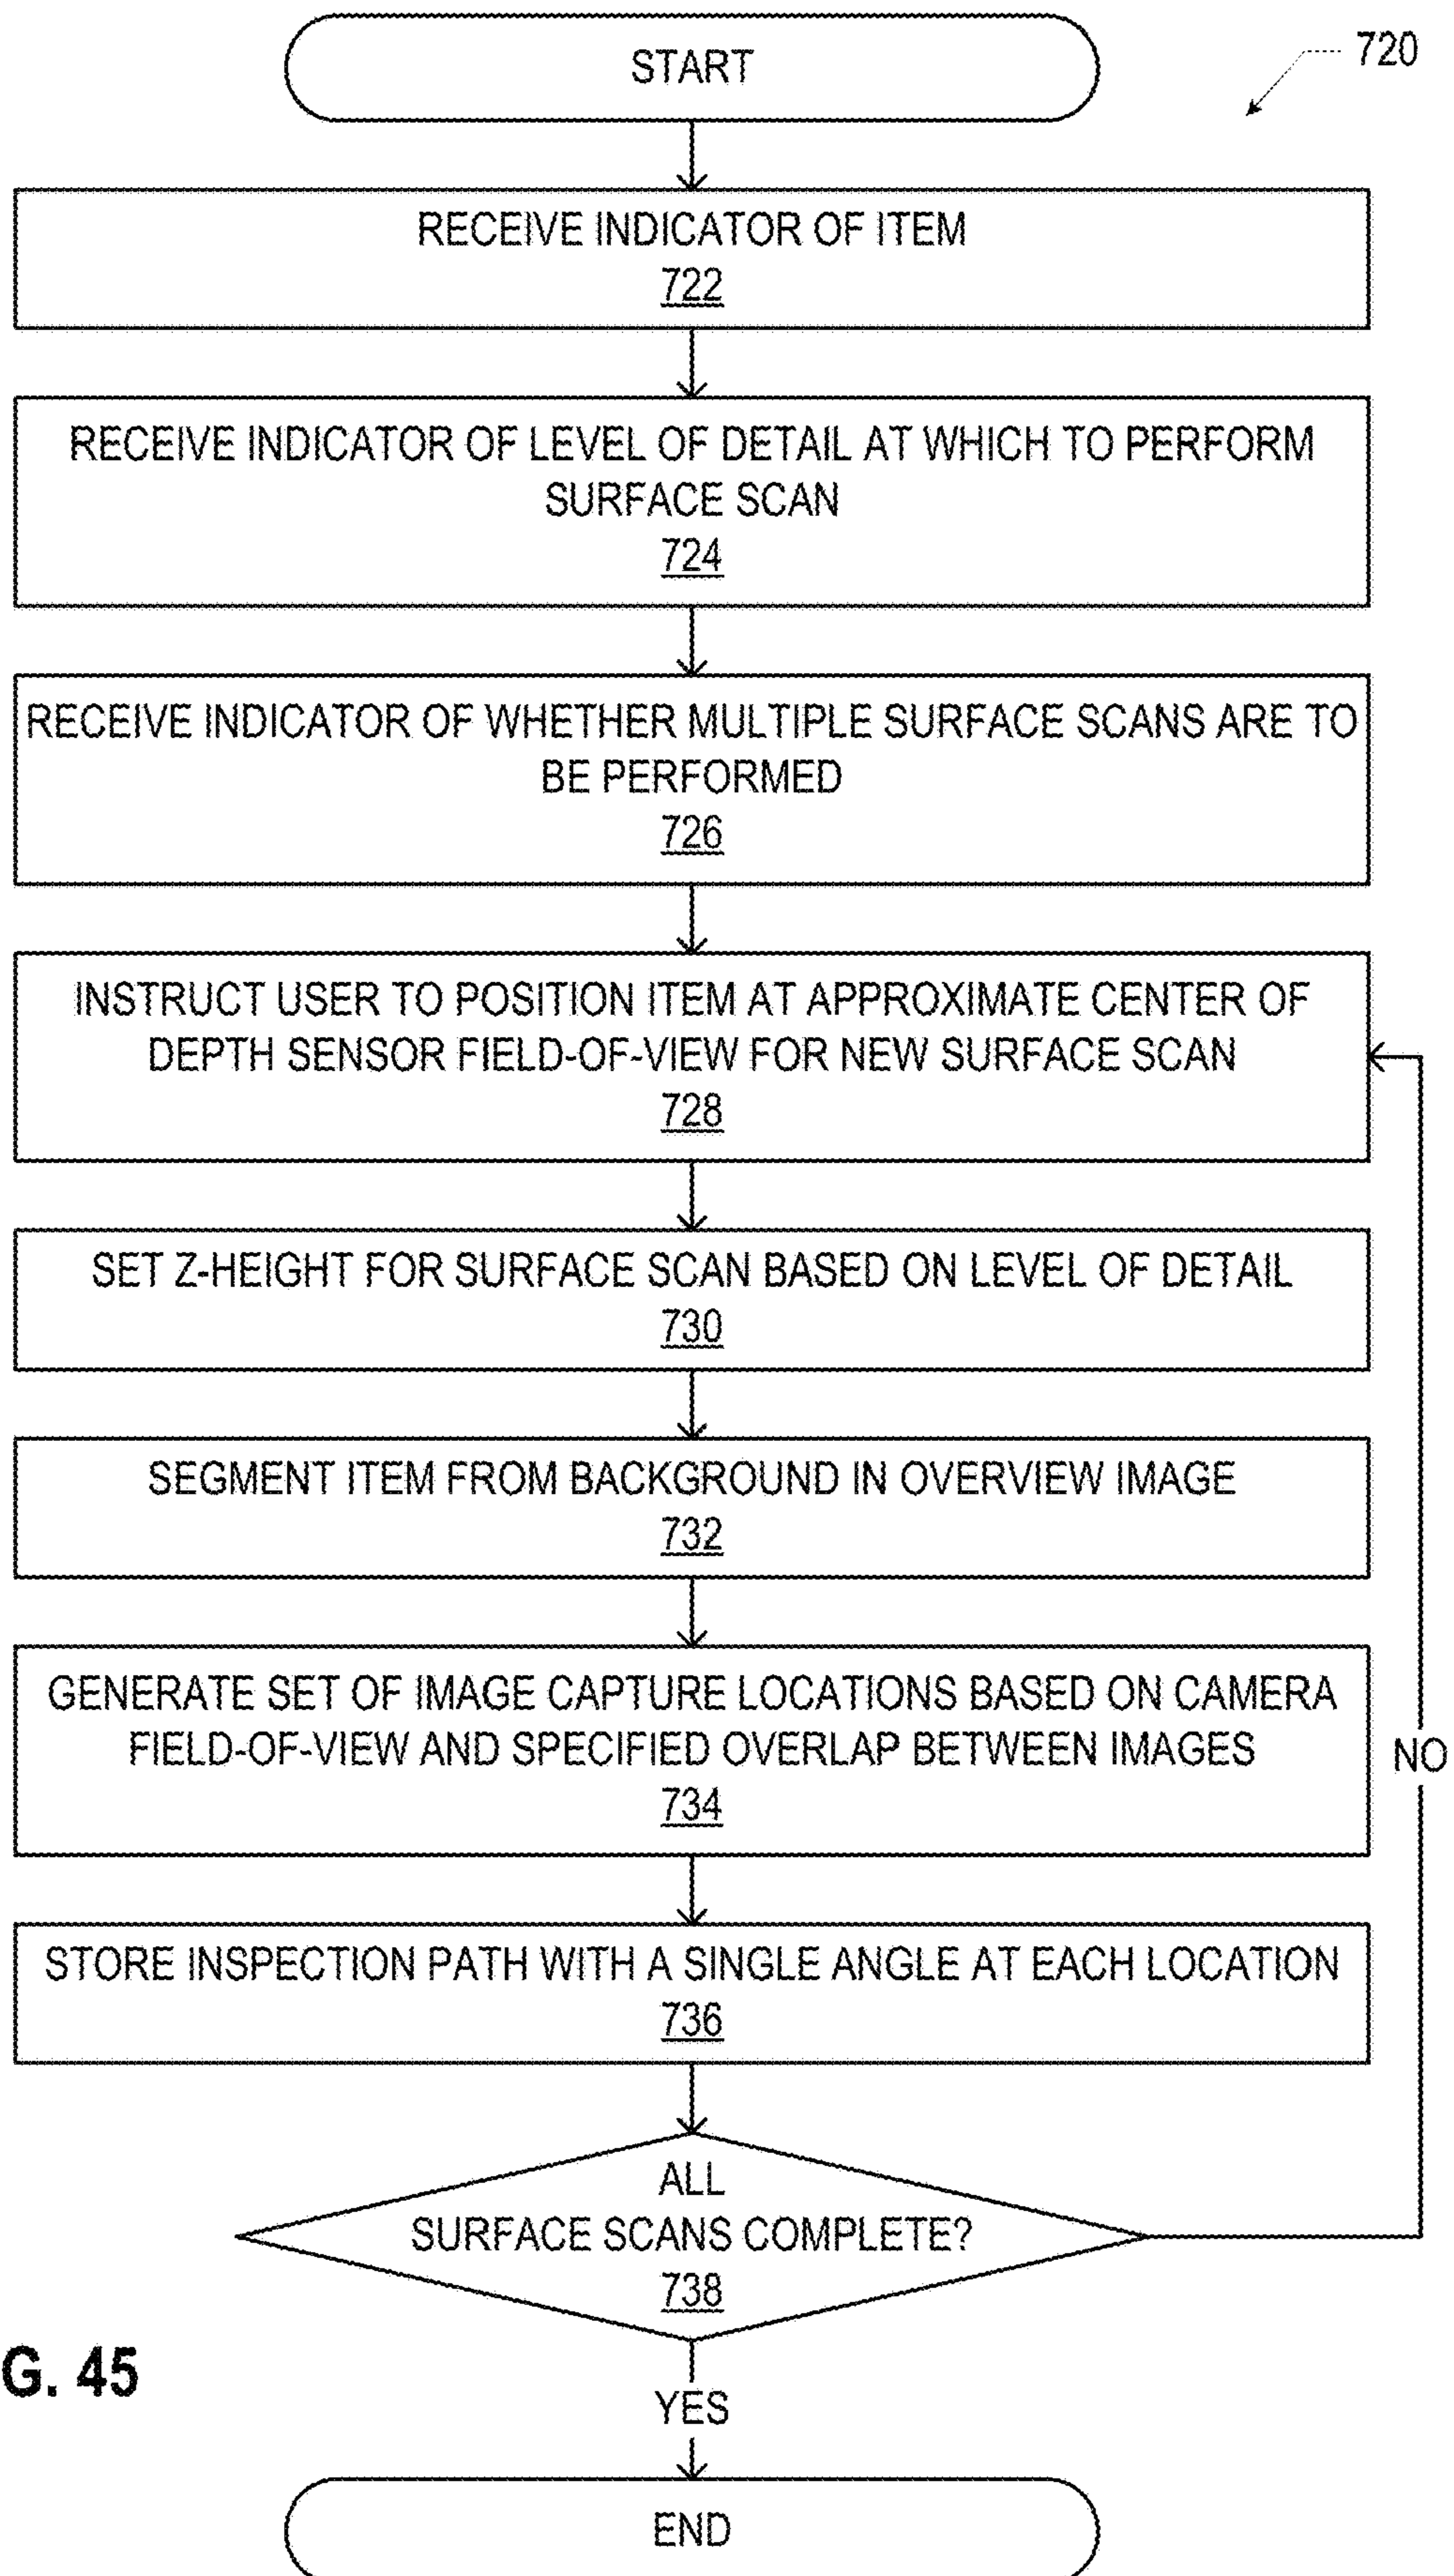 START
720
RECEIVE INDICATOR OF ITEM
722
RECEIVE INDICATOR OF LEVEL OF DETAIL AT WHICH TO PERFORM
SURFACE SCAN
724
RECEIVE INDICATOR OF WHETHER MULTIPLE SURFACE SCANS ARE TO
BE PERFORMED
726
INSTRUCT USER TO POSITION ITEM AT APPROXIMATE CENTER OF
DEPTH SENSOR FIELD-OF-VIEW FOR NEW SURFACE SCAN
728
SET Z-HEIGHT FOR SURFACE SCAN BASED ON LEVEL OF DETAIL
730
SEGMENT ITEM FROM BACKGROUND IN OVERVIEW IMAGE
732
GENERATE SET OF IMAGE CAPTURE LOCATIONS BASED ON CAMERA
FIELD-OF-VIEW AND SPECIFIED OVERLAP BETWEEN IMAGES
734
NO
STORE INSPECTION PATH WITH A SINGLE ANGLE AT EACH LOCATION
736
ALL
SURFACE SCANS COMPLETE?
738
G. 45
YES
END